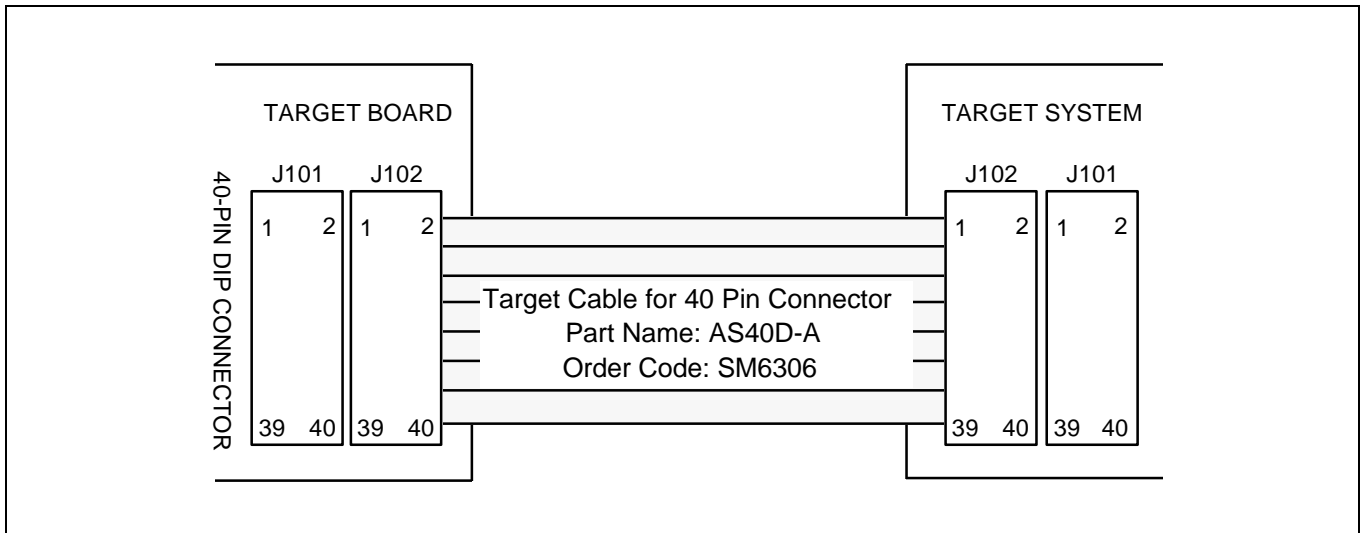 TARGET BOARD
TARGET SYSTEM
J101 J102
J102 J101
40-PIN DIP CONNECTOR
1 2 1 2
1 2 1 2
Target Cable for 40 Pin Connector
Part Name: AS40D-A
Order Code: SM6306
39 40 39 40
39 40 39 40